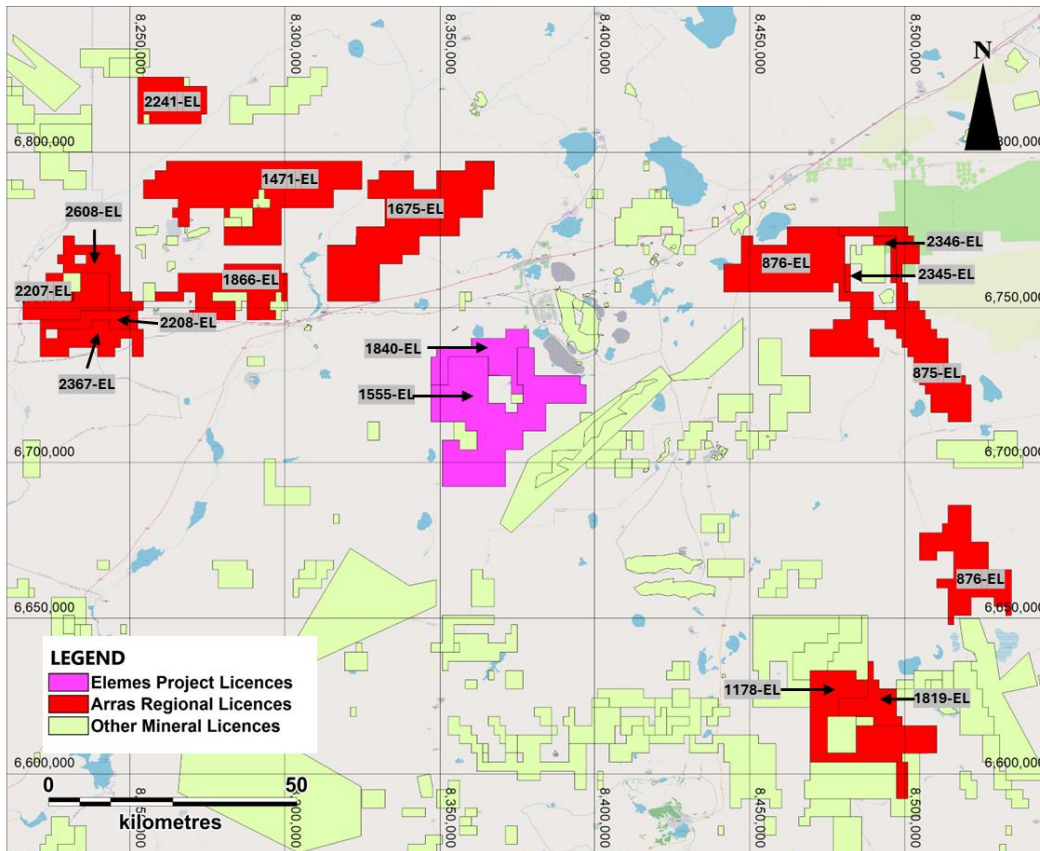 8,250,000
8,300,000
8,350,000
8,400,000
8,450,000
8,500,000
N
2241-EL
6,800,000
1471-EL
2608-EL
1675-EL
2346-EL
876-EL
2345-EL
1866-EL
2207-EL
6,750,000
6,750,000
2208-EL
1840-EL
2367-EL
875-EL
1555-EL
6,700,000
6,700,000
876-EL
6,650,000
6,650,000
LEGEND
Elemes Project Licences
Arras Regional Licences
Other Mineral Licences
1178-EL
1819-EL
6,600,000
6,600,000
0 50
kilometres
8,350,000
8,400,000
8,450,000
8,500,000